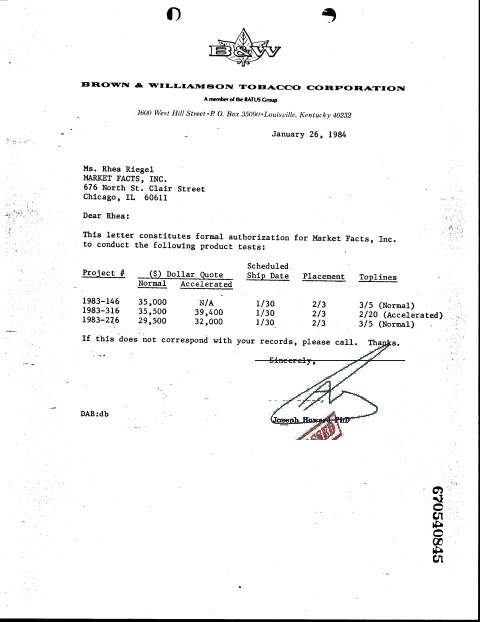 B&W
BROWN & WILLIAMSON TOBACCO CORPORATION
A member of the BATUS Group
1600 West Hill Street • P. O. Box 35090 • Louisville, Kentucky 40232
January 26, 1984
Ms. Rhea Riegel
MARKET FACTS, INC.
676 North St. Clair Street
Chicago, IL 60611
Dear Rhea:
This letter constitutes formal authorization for Market Facts, Inc.
to conduct the following product tests:
Project # ($) Dollar Quote Scheduled Ship Date Placement Toplines
Normal Accelerated
1983-146 35,000 N/A 1/30 2/3 3/5 (Normal)
1983-316 35,500 39,400 1/30 2/3 2/20 (Accelerated)
1983-276 29,500 32,000 1/30 2/3 3/5 (Normal)
If this does not correspond with your records, please call. Thanks.
Sincerely,
Joseph Howard PhD
DAB:db
670540845